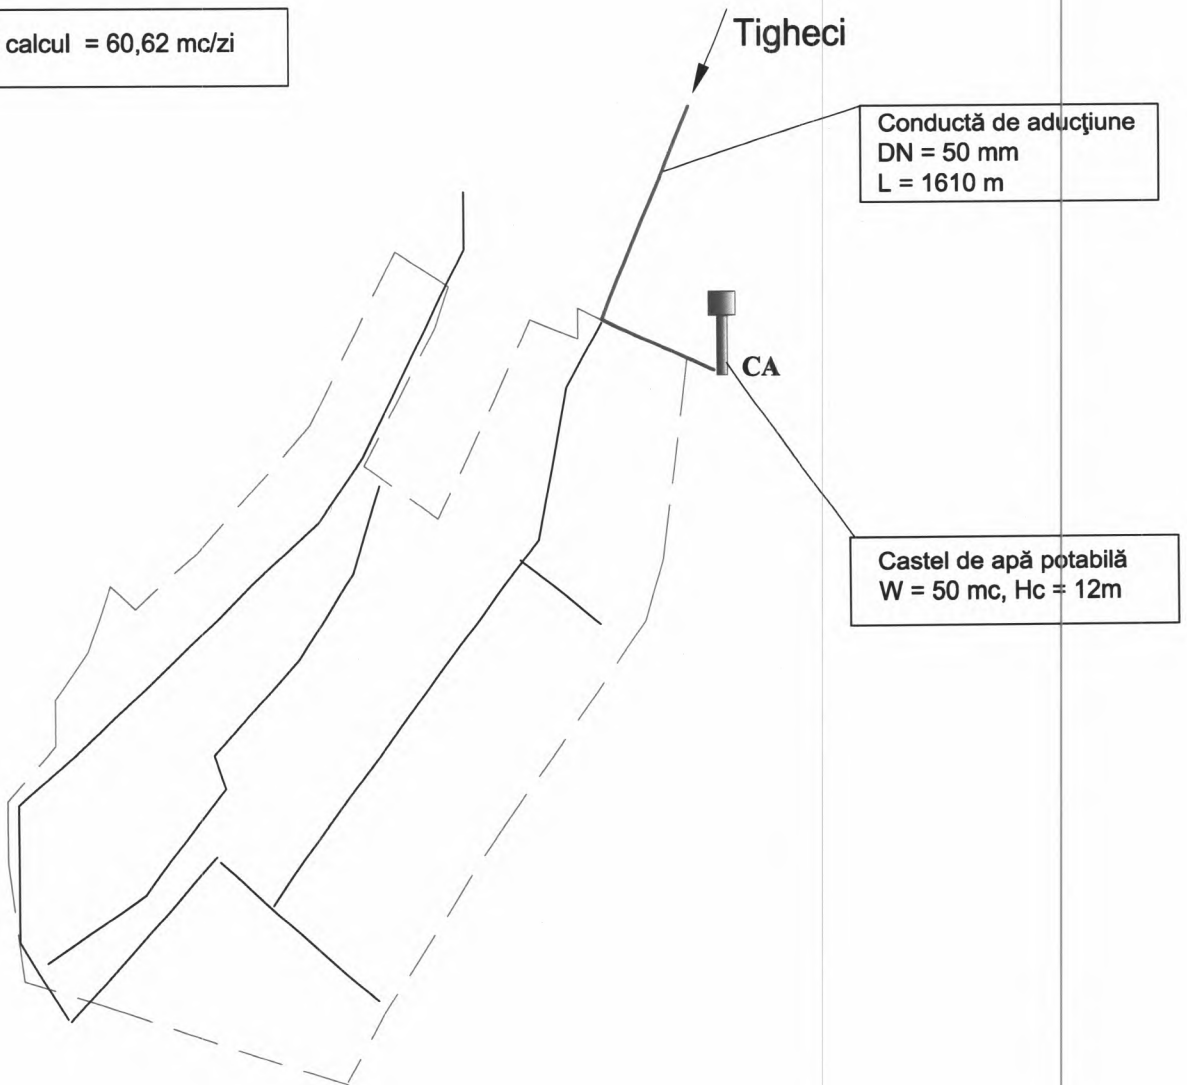 calcul = 60,62 mc/zi
Tigheci
Conductă de aducţiune
DN = 50 mm
L = 1610 m
CA
Castel de apă potabilă
W = 50 mc, Hc = 12m